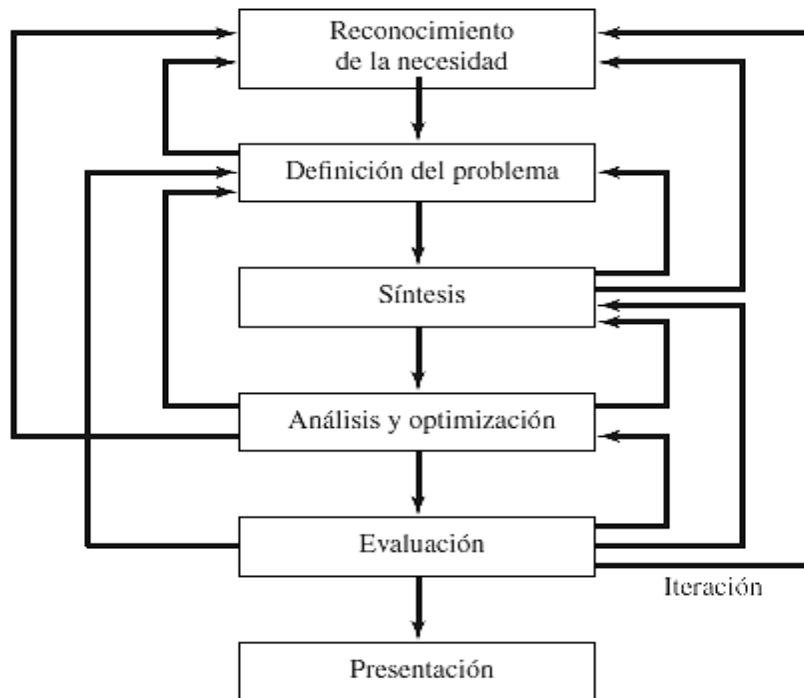 Reconocimiento
de la necesidad
Definición del problema
Síntesis
Análisis y optimización
Evaluación
Iteración
Presentación